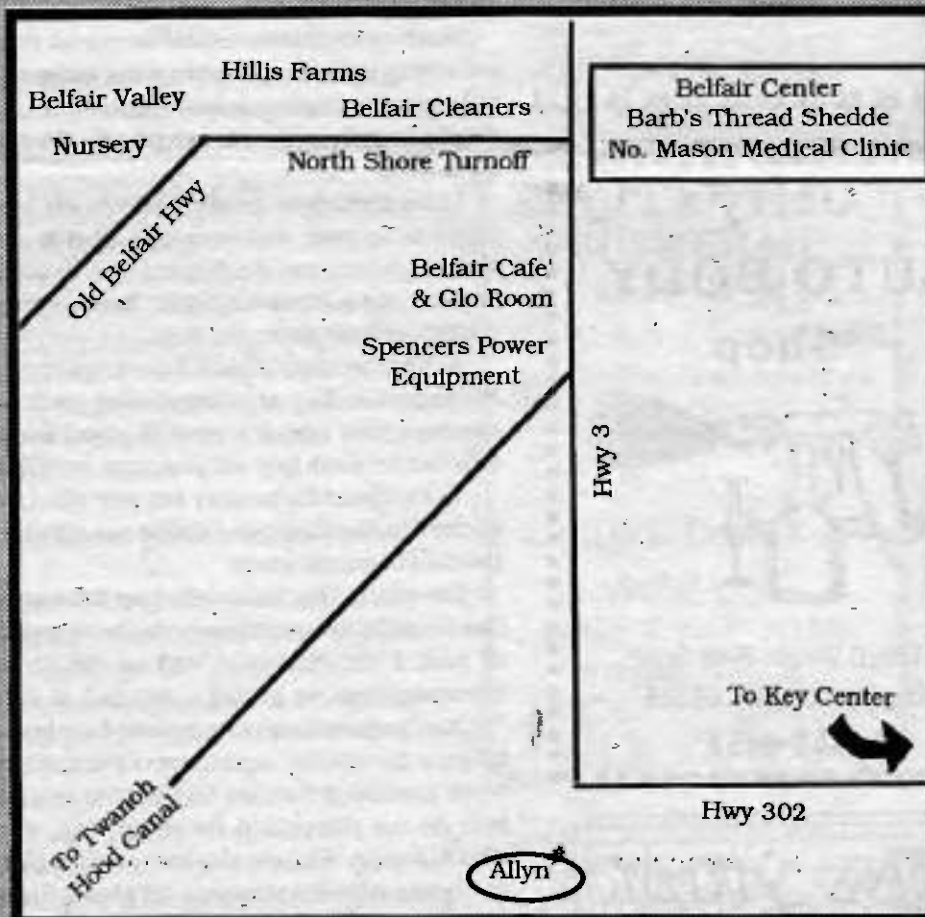 Hillis Farms
Belfair Valley
Nursery
Belfair Cleaners
North Shore Turnoff
Belfair Center
Barb's Thread Shedde
No. Mason Medical Clinic
Old Belfair Hwy
Belfair Cafe'
& Glo Room
Spencers Power
Equipment
Hwy 3
To Key Center
Hwy 302
To Twanoh
Hood Canal
Allyn